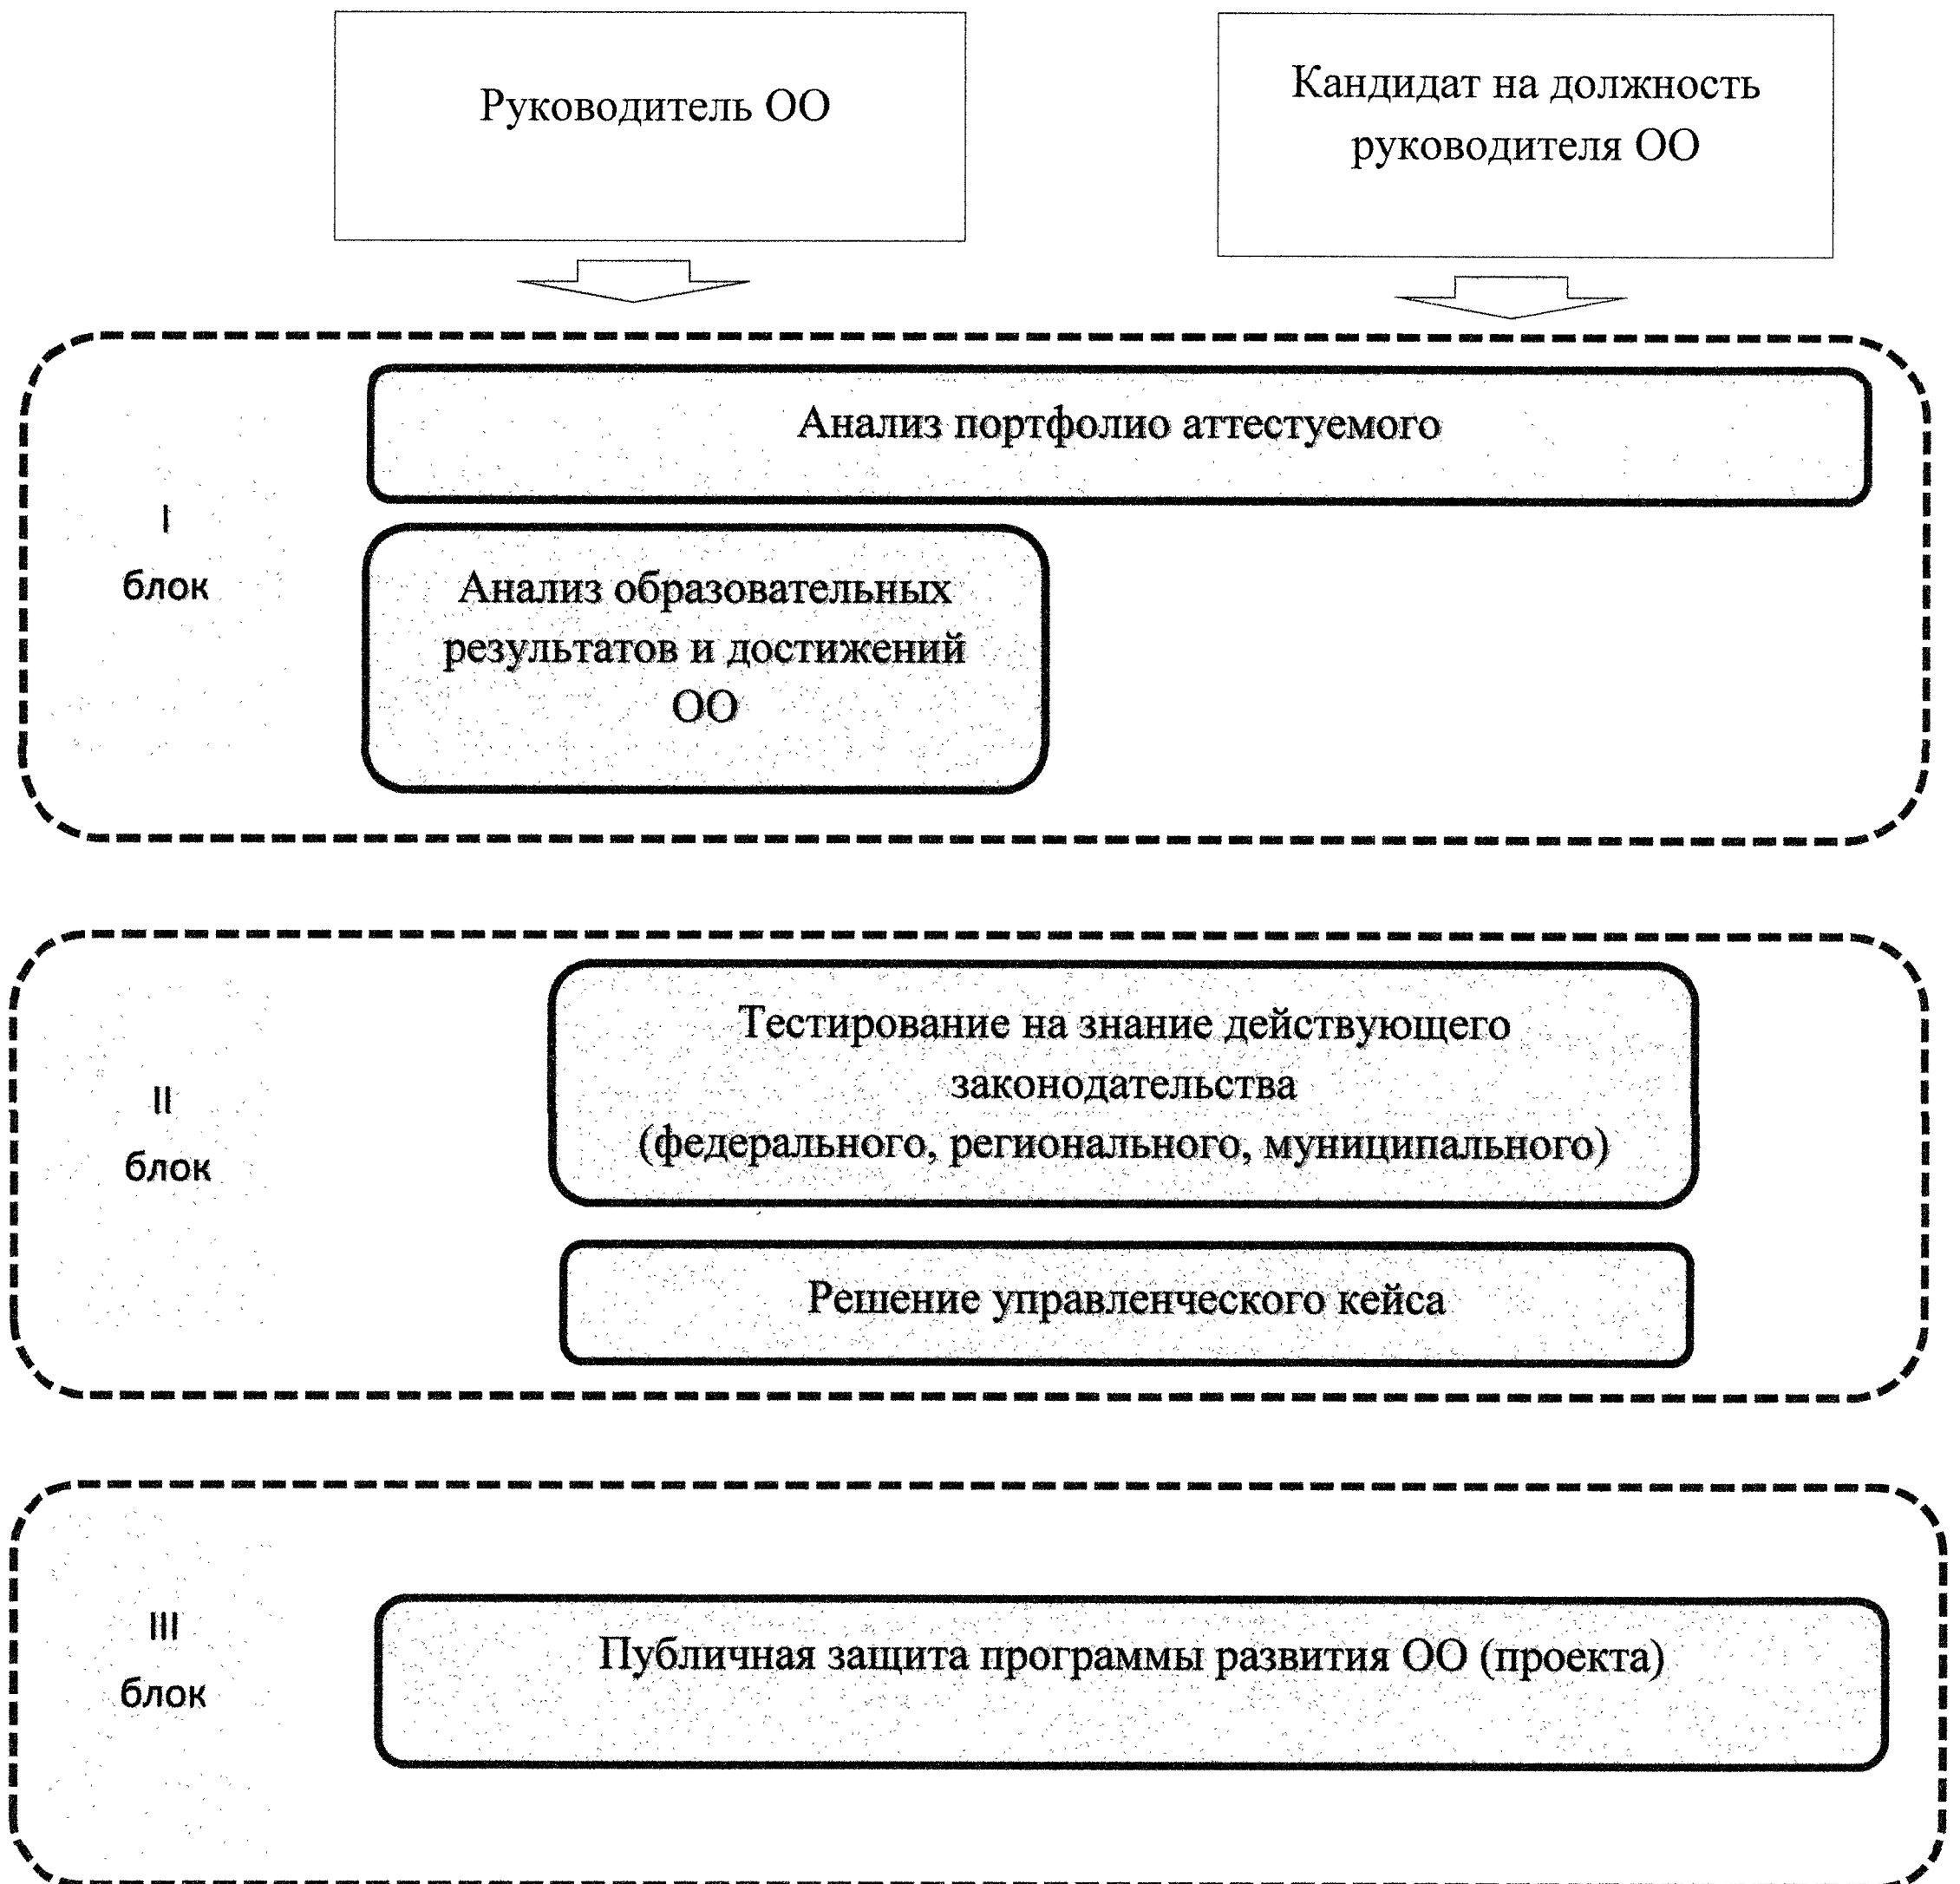 Руководитель ОО
Кандидат на должность
руководителя ОО
I
блок
Анализ портфолио аттестуемого
Анализ образовательных
результатов и достижений
ОО
II
блок
Тестирование на знание действующего
законодательства
(федерального, регионального, муниципального)
Решение управленческого кейса
III
блок
Публичная защита программы развития ОО (проекта)